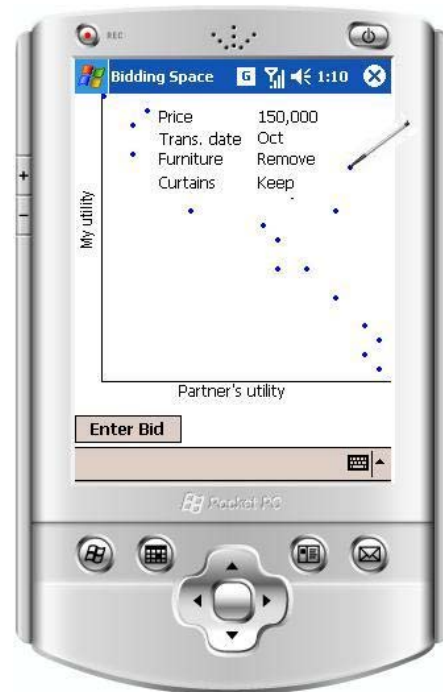 REC
Bidding Space G 1:10
Price 150,000
Trans. date Oct
Furniture Remove
Curtains Keep
My utility
Partner's utility
Enter Bid
Pocket PC
+
−